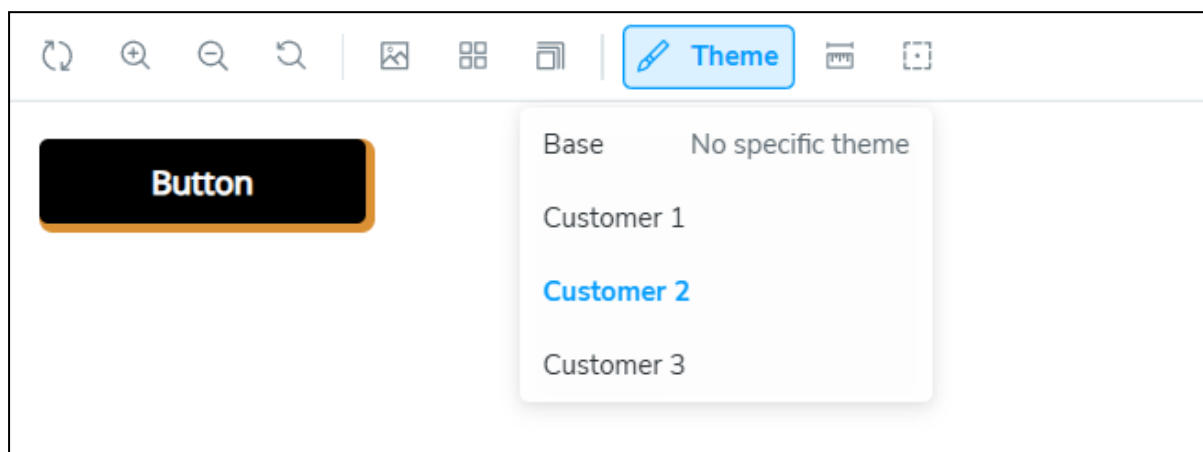 Theme
Button
Base No specific theme
Customer 1
Customer 2
Customer 3